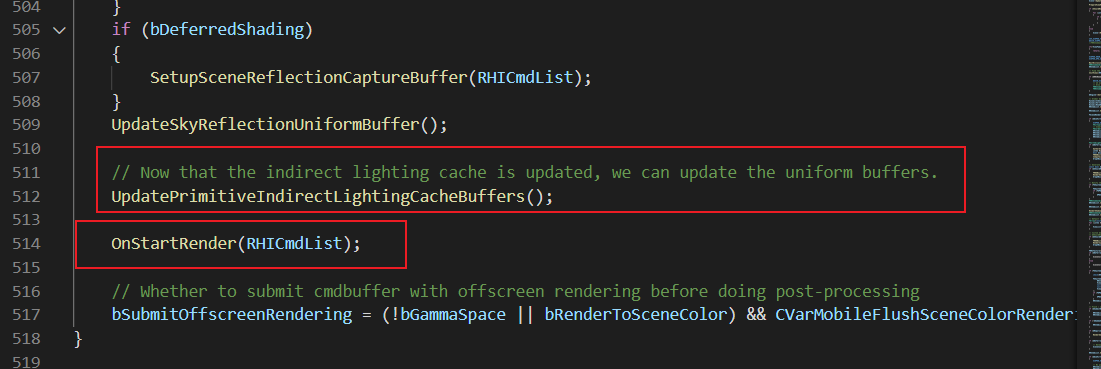 504 }
505 if (bDeferredShading)
506 {
507 SetupSceneReflectionCaptureBuffer(RHICmdList);
508 }
509 UpdateSkyReflectionUniformBuffer();
510
511 // Now that the indirect lighting cache is updated, we can update the uniform buffers.
512 UpdatePrimitiveIndirectLightingCacheBuffers();
513
514 OnStartRender(RHICmdList);
515
516 // Whether to submit cmdbuffer with offscreen rendering before doing post-processing
517 bSubmitOffscreenRendering = (!bGammaSpace || bRenderToSceneColor) && CVarMobileFlushSceneColorRenderi
518 }
519